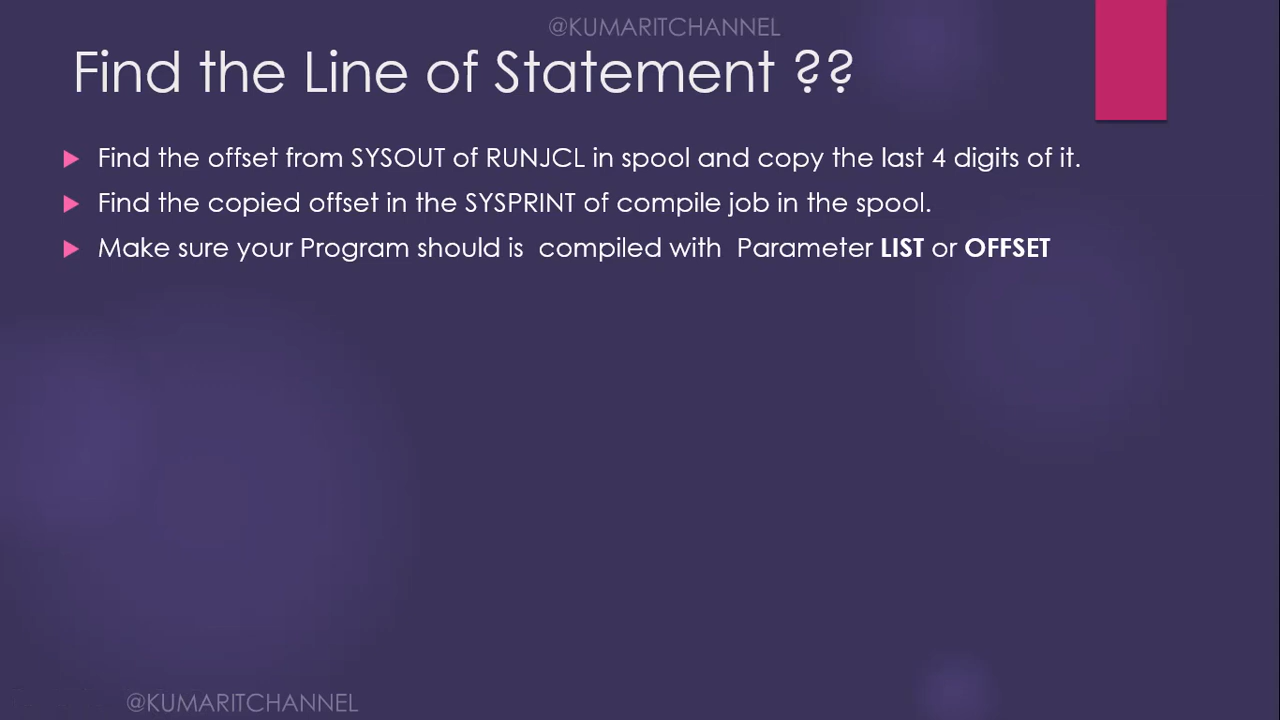 @KUMARITCHANNEL
Find the Line of Statement ??
Find the offset from SYSOUT of RUNJCL in spool and copy the last 4 digits of it.
Find the copied offset in the SYSPRINT of compile job in the spool.
Make sure your Program should is  compiled with  Parameter LIST or OFFSET
@KUMARITCHANNEL